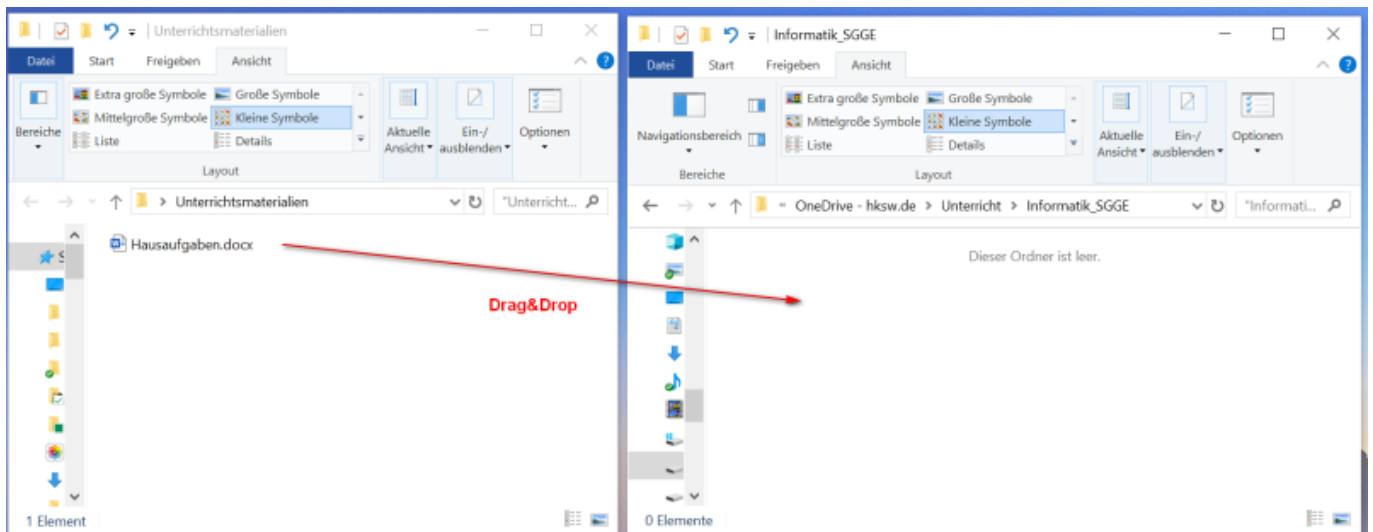 Unterrichtsmaterialien
Datei Start Freigeben Ansicht
Bereiche
Extra große Symbole Große Symbole
Mittelgroße Symbole Kleine Symbole
Liste Details
Aktuelle Ansicht
Ein-/ ausblenden
Optionen
Layout
> Unterrichtsmaterialien
"Unterricht...
Hausaufgaben.docx
1 Element
Drag&Drop
Informatik_SGGE
Datei Start Freigeben Ansicht
Navigationsbereich
Extra große Symbole Große Symbole
Mittelgroße Symbole Kleine Symbole
Liste Details
Aktuelle Ansicht
Ein-/ ausblenden
Optionen
Bereiche Layout
OneDrive - hksw.de > Unterricht > Informatik_SGGE
"Informati...
Dieser Ordner ist leer.
0 Elemente